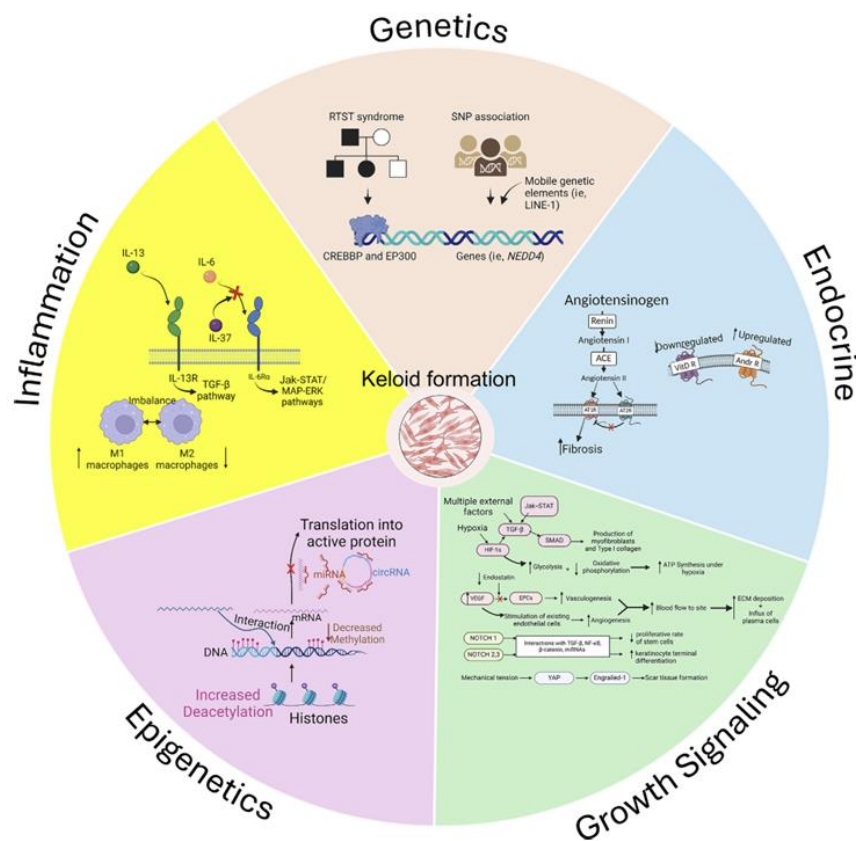 Genetics
RTST syndrome
SNP association
Mobile genetic
elements (ie,
LINE-1)
CREBBP and EP300
Genes (ie, NEDD4)
Endocrine
Angiotensinogen
Renin
Angiotensin I
ACE
Angiotensin II
AT1R
AT2R
↑Fibrosis
↓Downregulated
VitD R
↑ Upregulated
Andr R
Inflammation
IL-13
IL-6
IL-37
IL-13R
TGF-β
pathway
IL-6Rα
Jak-STAT/
MAP-ERK
pathways
Imbalance
↑ M1
macrophages
M2
macrophages ↓
Keloid formation
Epigenetics
Translation into
active protein
miRNA
circRNA
mRNA
Interaction
DNA
↓Decreased
Methylation
Increased
Deacetylation
Histones
Growth Signaling
Multiple external
factors
Jak-STAT
Hypoxia
TGF-β
HIF-1α
SMAD
Production of
myofibroblasts
and Type I collagen
↑ Glycolysis + ↓ Oxidative
phosphorylation
↑ ATP Synthesis under
hypoxia
↓ Endostatin
↑VEGF
EPCs
↑ Vasculogenesis
Stimulation of existing
endothelial cells
↑ Angiogenesis
↑ Blood flow to site
↑ ECM deposition
+
Influx of
plasma cells
NOTCH 1
NOTCH 2,3
Interactions with TGF-β, NF-κB,
β-catenin, miRNAs
↓ proliferative rate
of stem cells
↑ keratinocyte terminal
differentiation
Mechanical tension
YAP
Engrailed-1
Scar tissue formation